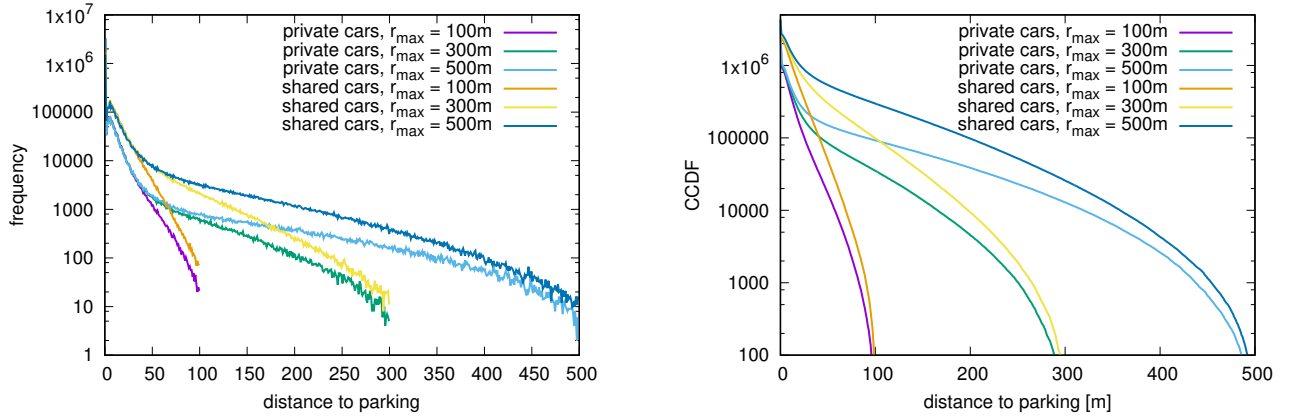 1x10^7
1x10^6
100000
10000
1000
100
10
1
frequency
0 50 100 150 200 250 300 350 400 450 500
distance to parking
private cars, r_max = 100m
private cars, r_max = 300m
private cars, r_max = 500m
shared cars, r_max = 100m
shared cars, r_max = 300m
shared cars, r_max = 500m
1x10^6
100000
10000
1000
100
CCDF
0 100 200 300 400 500
distance to parking [m]
private cars, r_max = 100m
private cars, r_max = 300m
private cars, r_max = 500m
shared cars, r_max = 100m
shared cars, r_max = 300m
shared cars, r_max = 500m